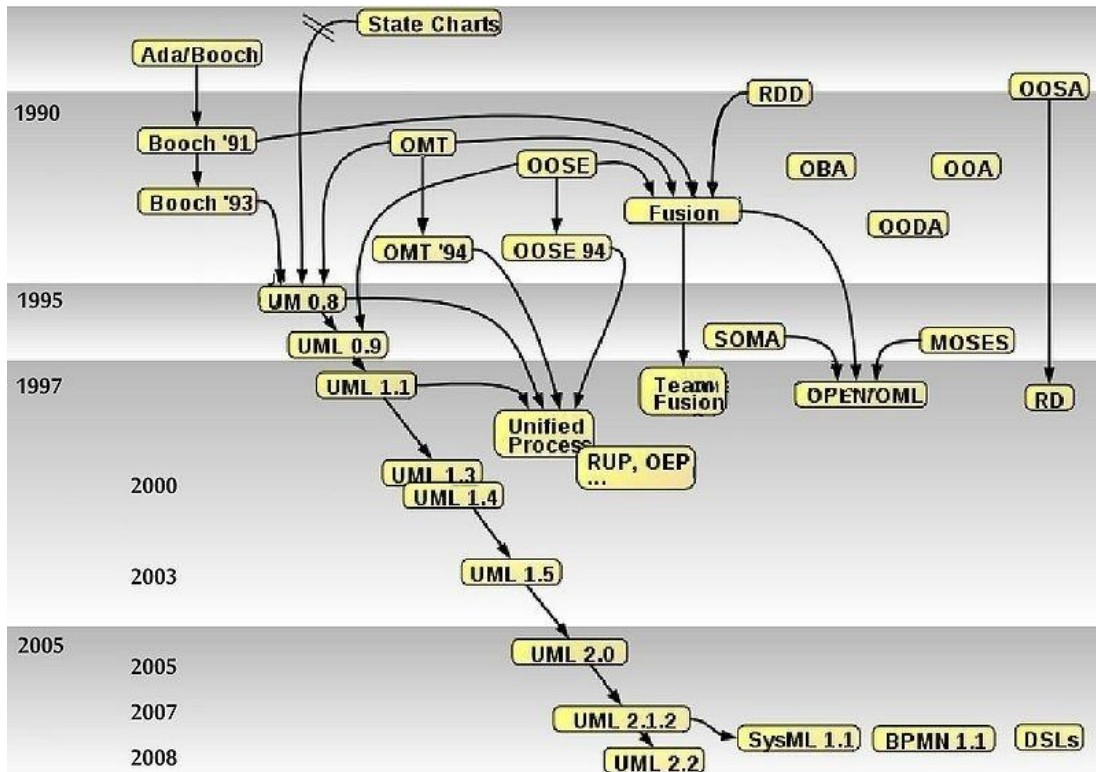 State Charts
Ada/Booch
RDD
OOSA
1990
Booch '91
OMT
OOSE
OBA
OOA
Booch '93
Fusion
OODA
OMT '94
OOSE 94
1995
UM 0.8
UML 0.9
SOMA
MOSES
1997
UML 1.1
Team
Fusion
OPEN/OML
RD
Unified
Process
RUP, OEP
...
UML 1.3
2000
UML 1.4
2003
UML 1.5
2005
2005
UML 2.0
2007
UML 2.1.2
SysML 1.1
BPMN 1.1
DSLs
2008
UML 2.2